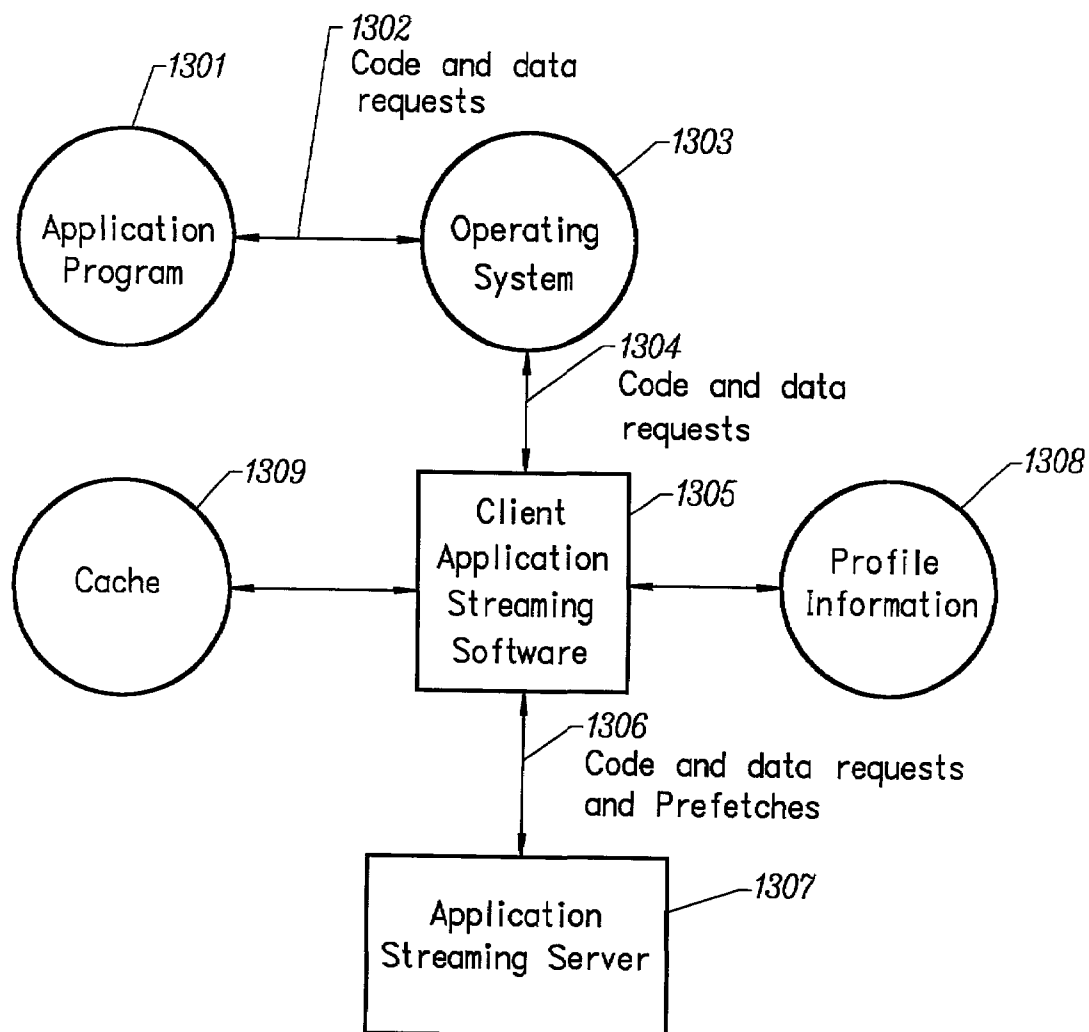 1302
Code and data
requests
1301
1303
Application
Program
Operating
System
1304
Code and data
requests
1309
1308
1305
Client
Application
Streaming
Software
Cache
Profile
Information
1306
Code and data requests
and Prefetches
1307
Application
Streaming Server